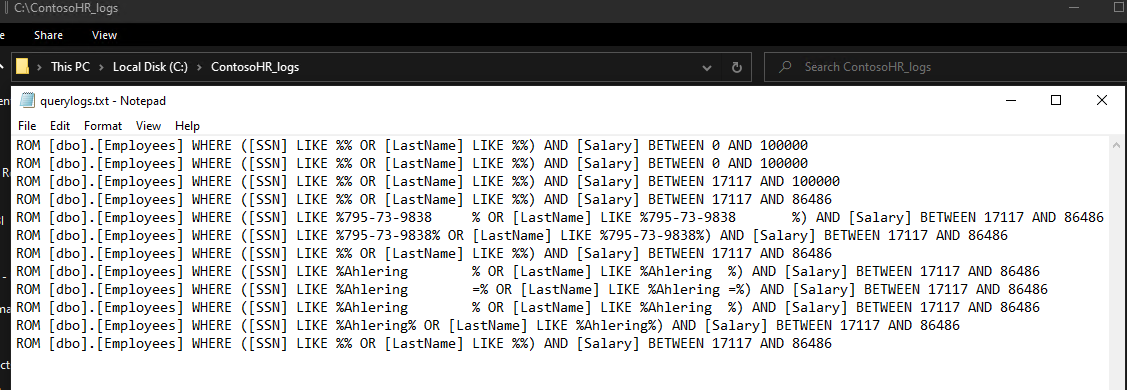 C:\ContosoHR_logs
e Share View
This PC > Local Disk (C:) > ContosoHR_logs Search ContosoHR_logs
querylogs.txt - Notepad
File Edit Format View Help
ROM [dbo].[Employees] WHERE ([SSN] LIKE %% OR [LastName] LIKE %%) AND [Salary] BETWEEN 0 AND 100000
ROM [dbo].[Employees] WHERE ([SSN] LIKE %% OR [LastName] LIKE %%) AND [Salary] BETWEEN 0 AND 100000
ROM [dbo].[Employees] WHERE ([SSN] LIKE %% OR [LastName] LIKE %%) AND [Salary] BETWEEN 17117 AND 100000
ROM [dbo].[Employees] WHERE ([SSN] LIKE %% OR [LastName] LIKE %%) AND [Salary] BETWEEN 17117 AND 86486
ROM [dbo].[Employees] WHERE ([SSN] LIKE %795-73-9838 % OR [LastName] LIKE %795-73-9838 %) AND [Salary] BETWEEN 17117 AND 86486
ROM [dbo].[Employees] WHERE ([SSN] LIKE %795-73-9838% OR [LastName] LIKE %795-73-9838%) AND [Salary] BETWEEN 17117 AND 86486
ROM [dbo].[Employees] WHERE ([SSN] LIKE %% OR [LastName] LIKE %%) AND [Salary] BETWEEN 17117 AND 86486
ROM [dbo].[Employees] WHERE ([SSN] LIKE %Ahlering % OR [LastName] LIKE %Ahlering %) AND [Salary] BETWEEN 17117 AND 86486
ROM [dbo].[Employees] WHERE ([SSN] LIKE %Ahlering =% OR [LastName] LIKE %Ahlering =%) AND [Salary] BETWEEN 17117 AND 86486
ROM [dbo].[Employees] WHERE ([SSN] LIKE %Ahlering % OR [LastName] LIKE %Ahlering %) AND [Salary] BETWEEN 17117 AND 86486
ROM [dbo].[Employees] WHERE ([SSN] LIKE %Ahlering% OR [LastName] LIKE %Ahlering%) AND [Salary] BETWEEN 17117 AND 86486
ROM [dbo].[Employees] WHERE ([SSN] LIKE %% OR [LastName] LIKE %%) AND [Salary] BETWEEN 17117 AND 86486